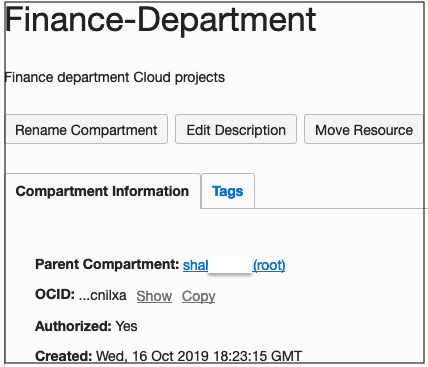 Finance-Department
Finance department Cloud projects
Rename Compartment Edit Description Move Resource
Compartment Information Tags
Parent Compartment: shal (root)
OCID: ...cnilxa Show Copy
Authorized: Yes
Created: Wed, 16 Oct 2019 18:23:15 GMT